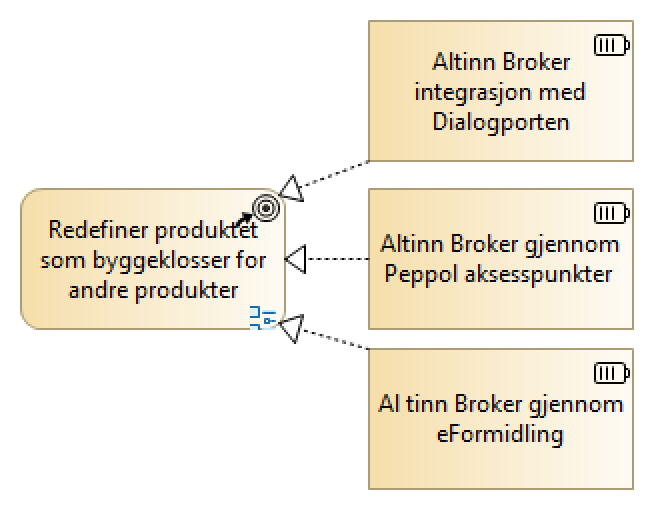 Altinn Broker
integrasjon med
Dialogporten
Redefiner produktet
som byggeklosser for
andre produkter
Altinn Broker gjennom
Peppol aksesspunkter
Al tinn Broker gjennom
eFormidling